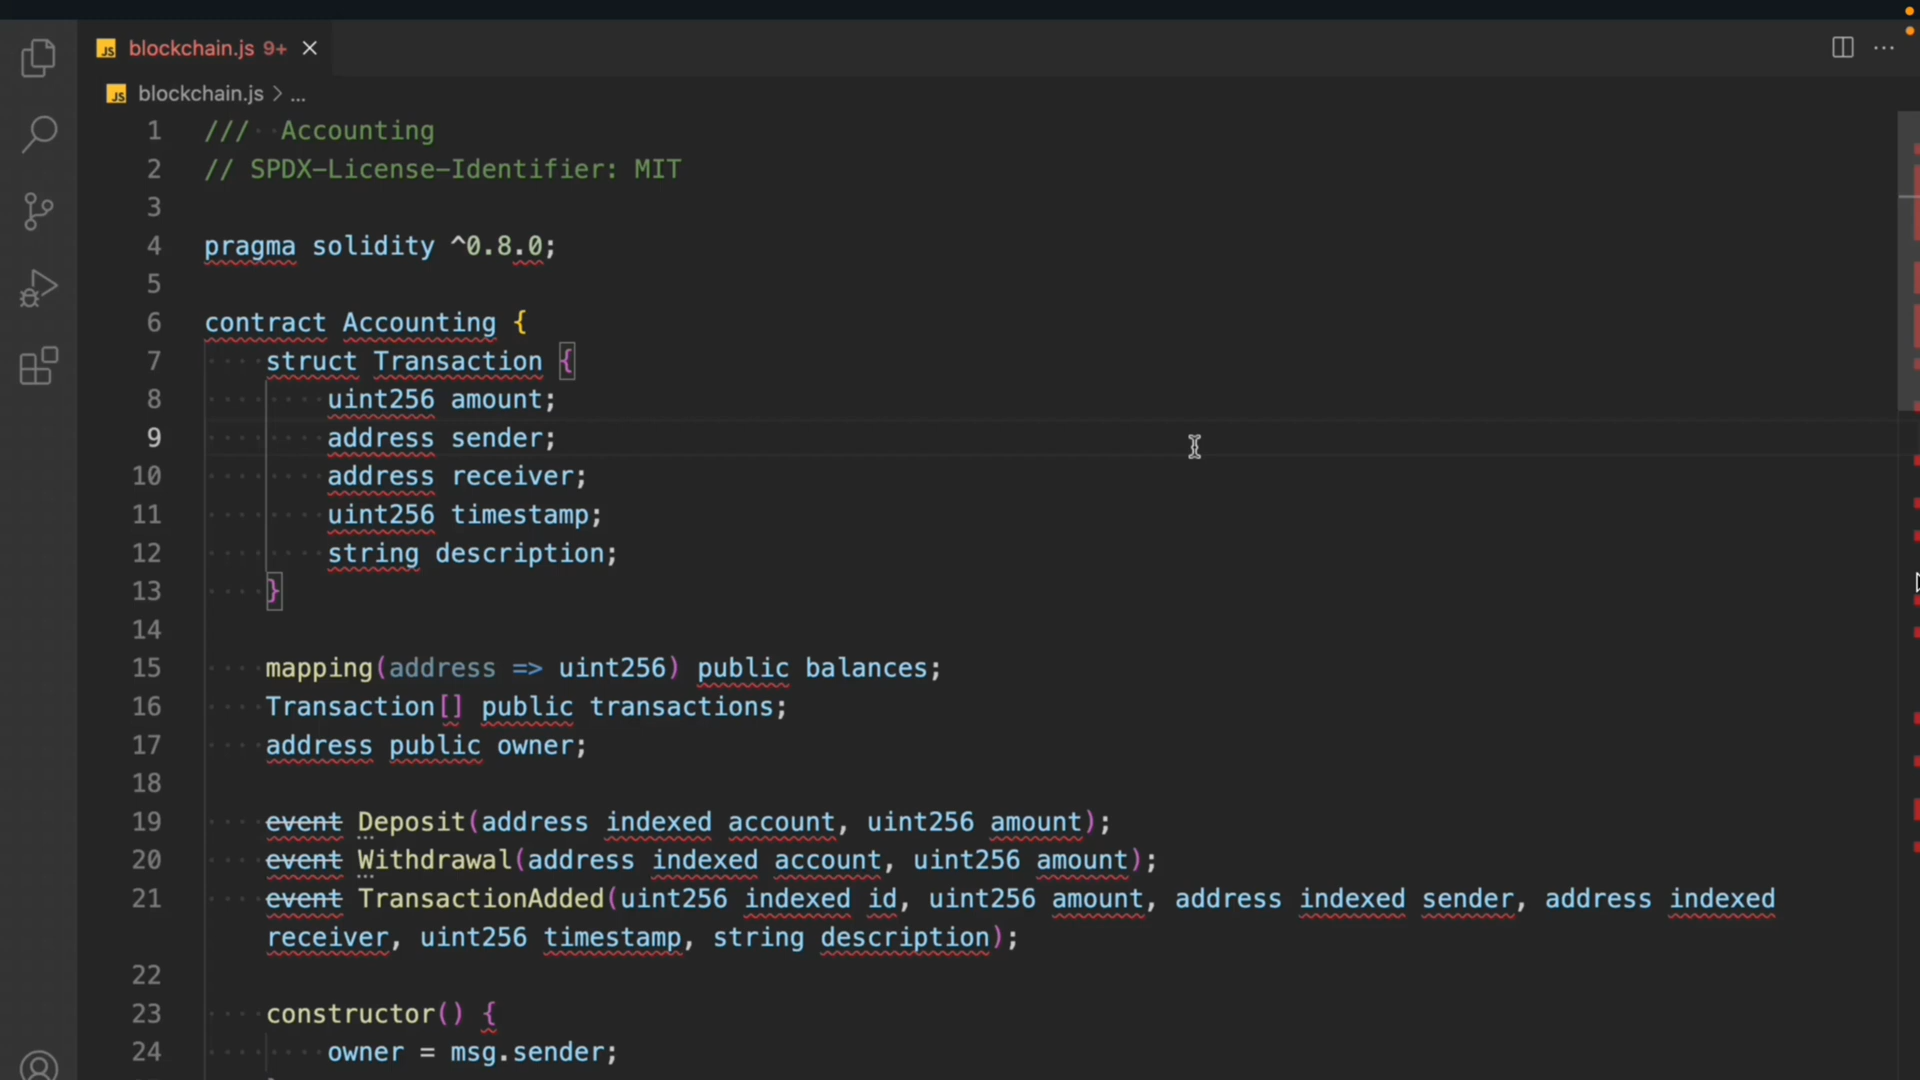 JS blockchain.js 9+
JS blockchain.js > ...
1 /// Accounting
2 // SPDX-License-Identifier: MIT
3
4 pragma solidity ^0.8.0;
5
6 contract Accounting {
7 struct Transaction {
8 uint256 amount;
9 address sender;
10 address receiver;
11 uint256 timestamp;
12 string description;
13 }
14
15 mapping(address => uint256) public balances;
16 Transaction[] public transactions;
17 address public owner;
18
19 event Deposit(address indexed account, uint256 amount);
20 event Withdrawal(address indexed account, uint256 amount);
21 event TransactionAdded(uint256 indexed id, uint256 amount, address indexed sender, address indexed
receiver, uint256 timestamp, string description);
22
23 constructor() {
24 owner = msg.sender;